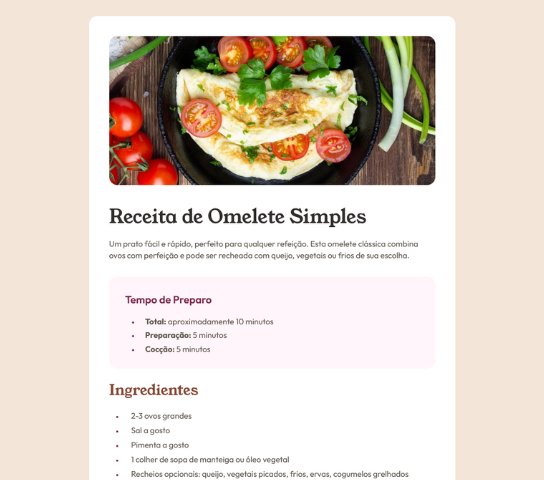 Receita de Omelete Simples
Um prato fácil e rápido, perfeito para qualquer refeição. Esta omelete clássica combina
ovos com perfeição e pode ser recheada com queijo, vegetais ou frios de sua escolha.
Tempo de Preparo
• Total: aproximadamente 10 minutos
• Preparação: 5 minutos
• Cocção: 5 minutos
Ingredientes
• 2-3 ovos grandes
• Sal a gosto
• Pimenta a gosto
• 1 colher de sopa de manteiga ou óleo vegetal
• Recheios opcionais: queijo, vegetais picados, frios, ervas, cogumelos grelhados